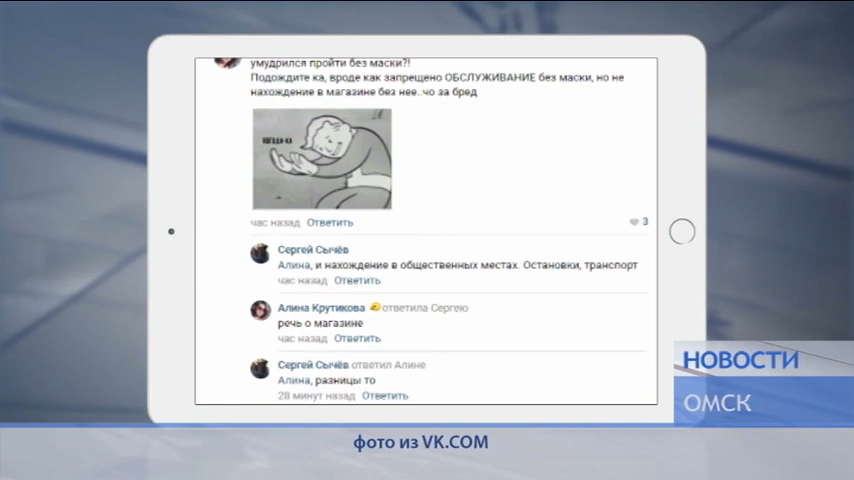 умудрился пройти без маски?!
Подождите ка, вроде как запрещено ОБСЛУЖИВАНИЕ без маски, но не
нахождение в магазине без нее..чо за бред
ПОГОДИ-КА
час назад Ответить
3
Сергей Сычёв
Алина, и нахождение в общественных местах. Остановки, транспорт
час назад Ответить
Алина Крутикова ответила Сергею
речь о магазине
час назад Ответить
Сергей Сычёв ответил Алине
Алина, разницы то
28 минут назад Ответить
НОВОСТИ
ОМСК
фото из VK.COM